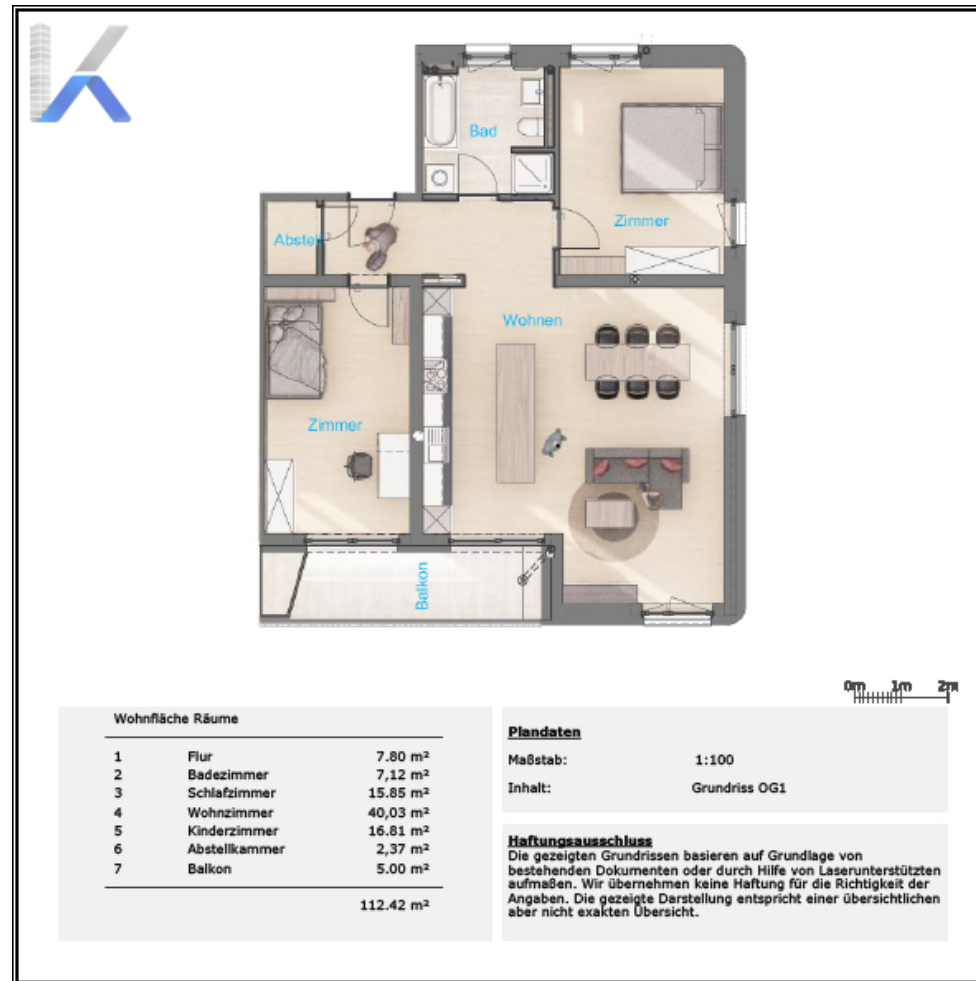 Bad
Zimmer
Abstell
Wohnen
Zimmer
Balkon
0m 1m 2m
Wohnfläche Räume
1 Flur 7.80 m²
2 Badezimmer 7,12 m²
3 Schlafzimmer 15.85 m²
4 Wohnzimmer 40,03 m²
5 Kinderzimmer 16.81 m²
6 Abstellkammer 2,37 m²
7 Balkon 5.00 m²
112.42 m²
Plandaten
Maßstab: 1:100
Inhalt: Grundriss OG1
Haftungsausschluss
Die gezeigten Grundrissen basieren auf Grundlage von
bestehenden Dokumenten oder durch Hilfe von Laserunterstützten
aufmaßen. Wir übernehmen keine Haftung für die Richtigkeit der
Angaben. Die gezeigte Darstellung entspricht einer übersichtlichen
aber nicht exakten Übersicht.